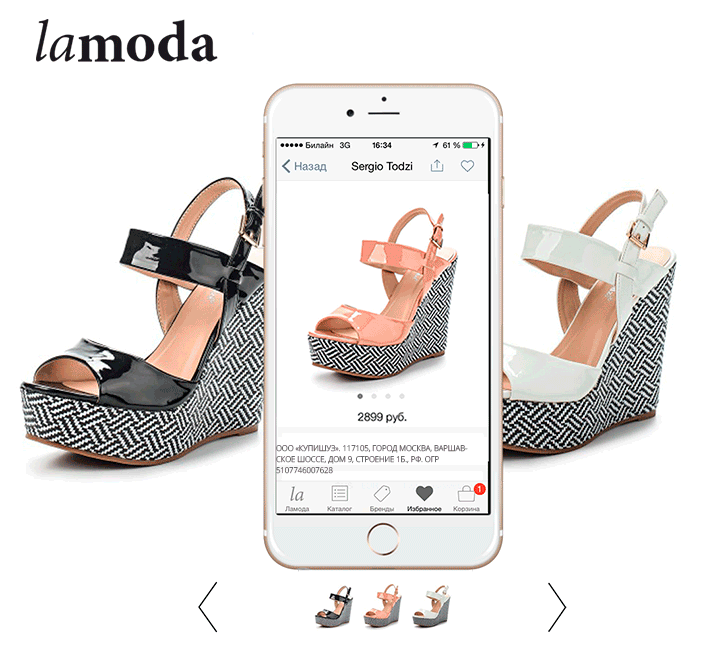 lamoda
Билайн 3G 16:34 61 %
Назад Sergio Todzi
2899 руб.
ООО «КУПИШУЗ». 117105, ГОРОД МОСКВА, ВАРШАВ-
СКОЕ ШОССЕ, ДОМ 9, СТРОЕНИЕ 1Б., РФ. ОГР
5107746007628
la 1
Ламода Каталог Бренды Избранное Корзина